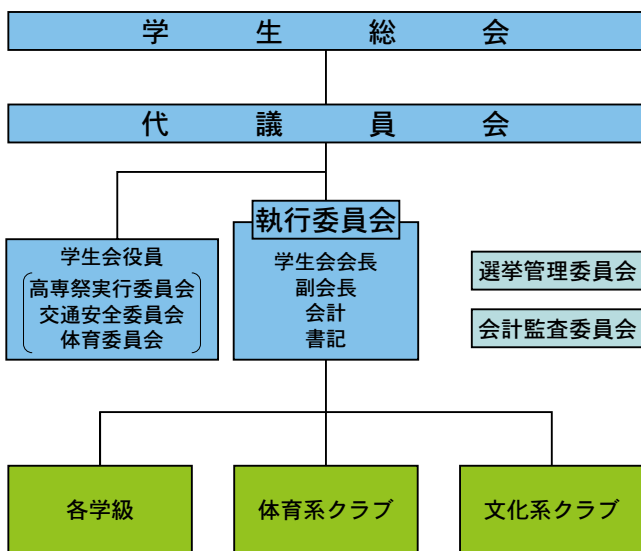 学生総会
代議員会
執行委員会
学生会役員
高専祭実行委員会
交通安全委員会
体育委員会
学生会会長
副会長
会計
書記
選挙管理委員会
会計監査委員会
各学級
体育系クラブ
文化系クラブ